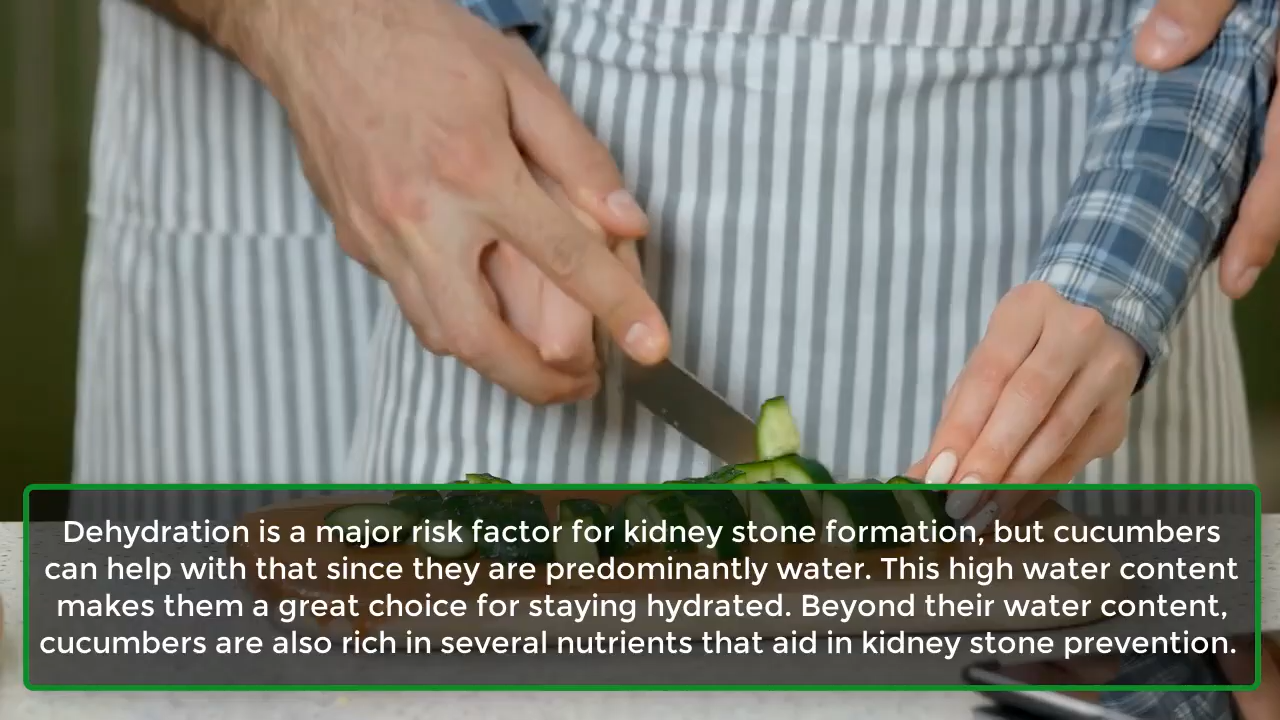 Dehydration is a major risk factor for kidney stone formation, but cucumbers
can help with that since they are predominantly water. This high water content
makes them a great choice for staying hydrated. Beyond their water content,
cucumbers are also rich in several nutrients that aid in kidney stone prevention.